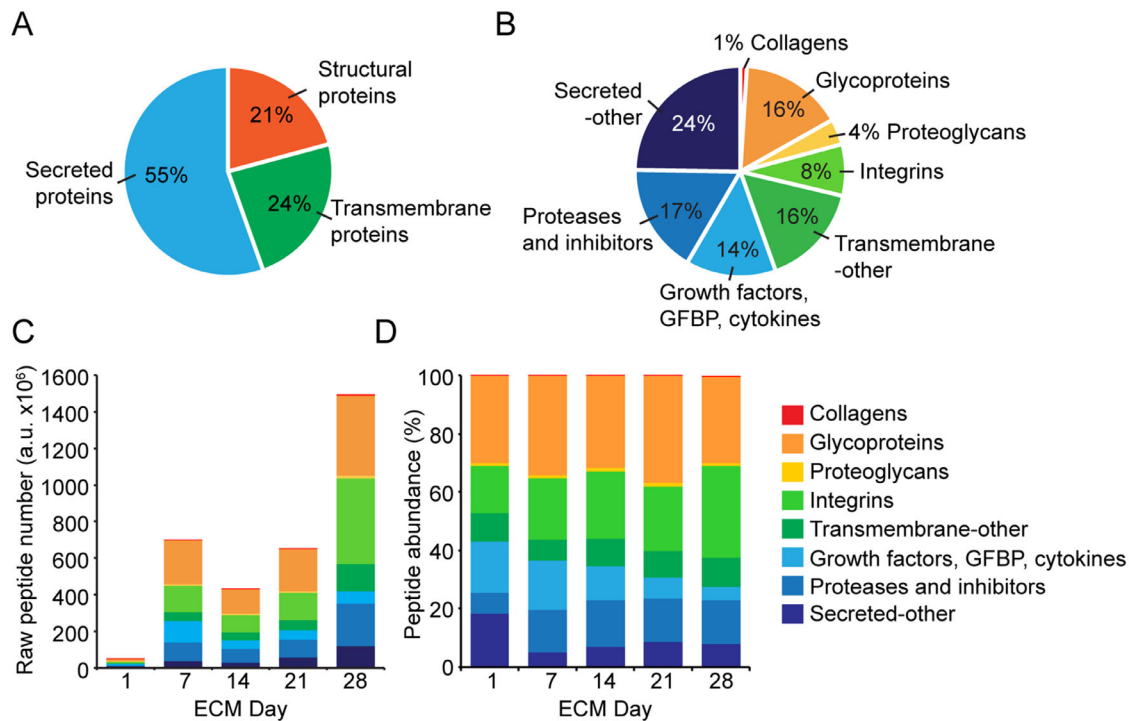 A
Structural
proteins
21%
Secreted
proteins
55%
24%
Transmembrane
proteins
B
1% Collagens
Glycoproteins
16%
4% Proteoglycans
8%
Integrins
16%
Transmembrane
-other
14%
Growth factors,
GFBP, cytokines
17%
Proteases
and inhibitors
Secreted
-other
24%
C
Raw peptide number (a.u. x10⁶)
1600
1400
1200
1000
800
600
400
200
0
1 7 14 21 28
ECM Day
D
Peptide abundance (%)
100
80
60
40
20
0
1 7 14 21 28
ECM Day
Collagens
Glycoproteins
Proteoglycans
Integrins
Transmembrane-other
Growth factors, GFBP, cytokines
Proteases and inhibitors
Secreted-other